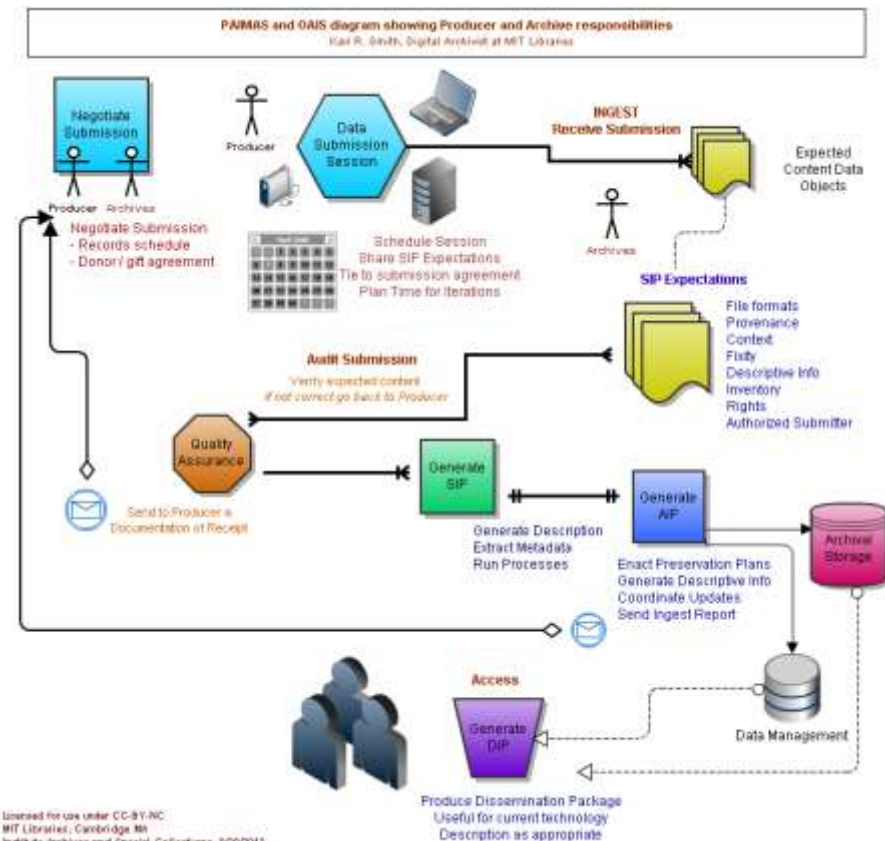 PAIMAS and OAIS diagram showing Producer and Archive responsibilities
Kari R. Smith, Digital Archivist at MIT Libraries
Negotiate
Submission
Producer
Archives
Negotiate Submission
- Records schedule
- Donor / gift agreement
Producer
Data
Submission
Session
Schedule Session
Share SIP Expectations
Tie to submission agreement
Plan Time for Iterations
INGEST
Receive Submission
Archives
Expected
Content Data
Objects
SIP Expectations
File formats
Provenance
Context
Fixity
Descriptive Info
Inventory
Rights
Authorized Submitter
Audit Submission
Verify expected content
if not correct go back to Producer
Quality
Assurance
Send to Producer a
Documentation of Receipt
Generate
SIP
Generate Description
Extract Metadata
Run Processes
Generate
AIP
Enact Preservation Plans
Generate Descriptive Info
Coordinate Updates
Send Ingest Report
Archival
Storage
Data Management
Access
Generate
DIP
Produce Dissemination Package
Useful for current technology
Description as appropriate
Licensed for use under CC-BY-NC
MIT Libraries, Cambridge MA
Institute Archives and Special Collections